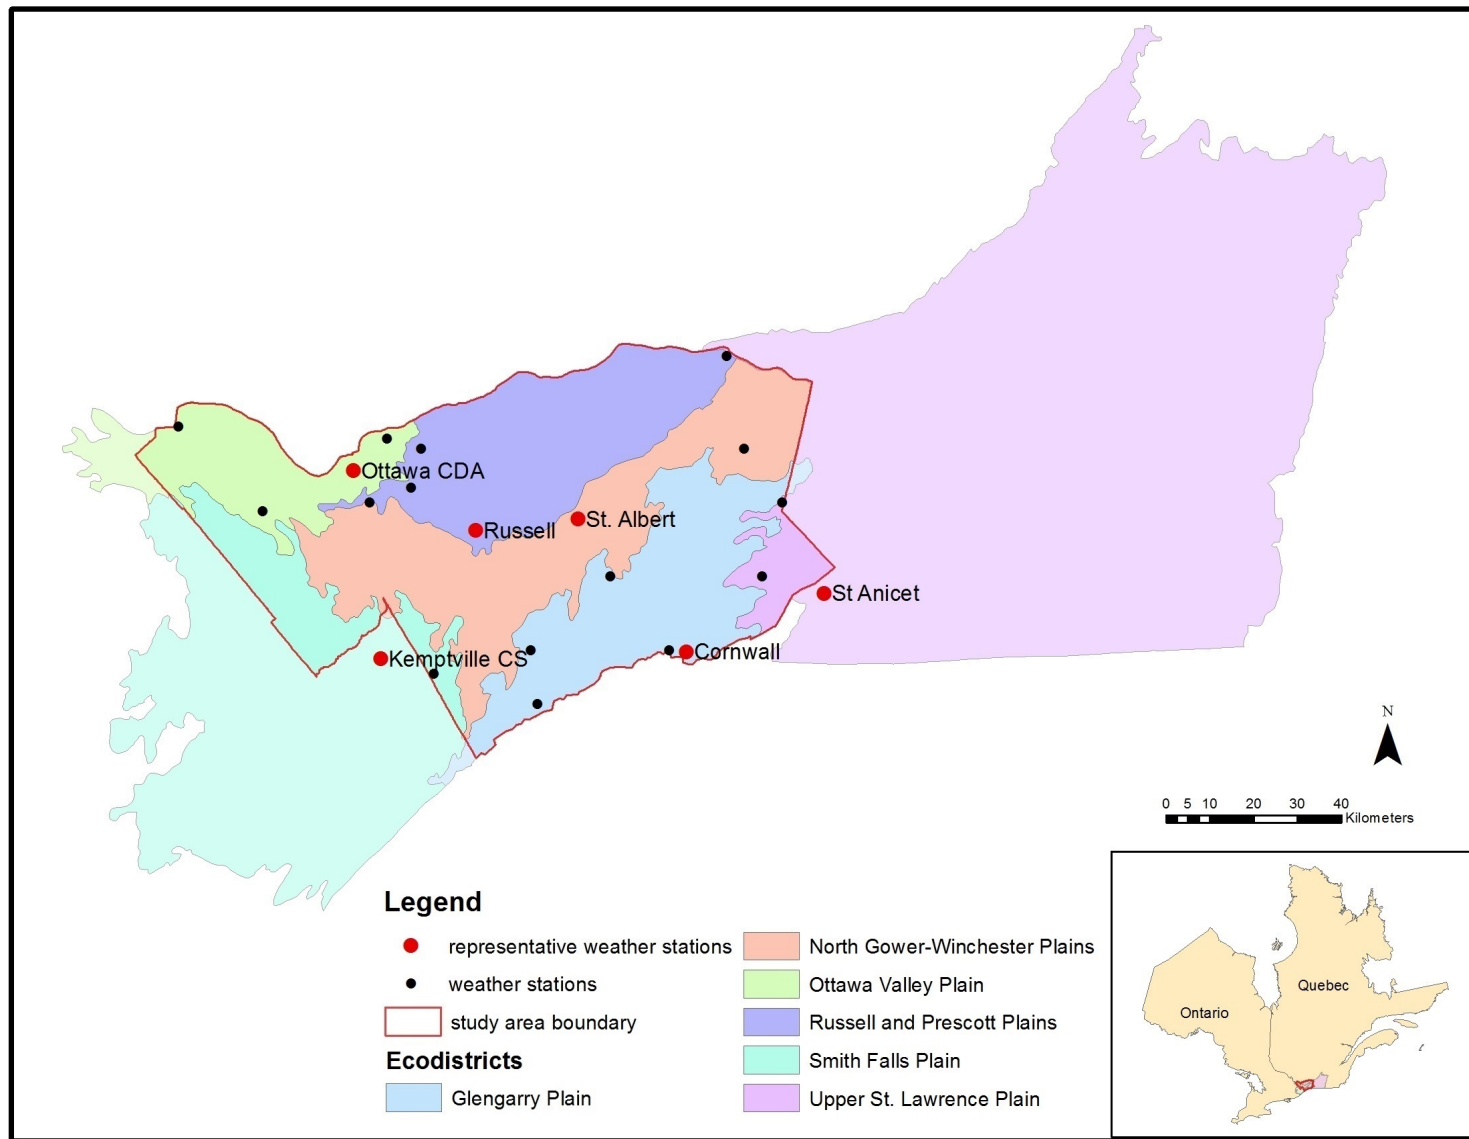 Ottawa CDA
Russell
St. Albert
St Anicet
Kemptville CS
Cornwall
N
0 5 10 20 30 40
Kilometers
Legend
representative weather stations
weather stations
study area boundary
Ecodistricts
Glengarry Plain
North Gower-Winchester Plains
Ottawa Valley Plain
Russell and Prescott Plains
Smith Falls Plain
Upper St. Lawrence Plain
Quebec
Ontario